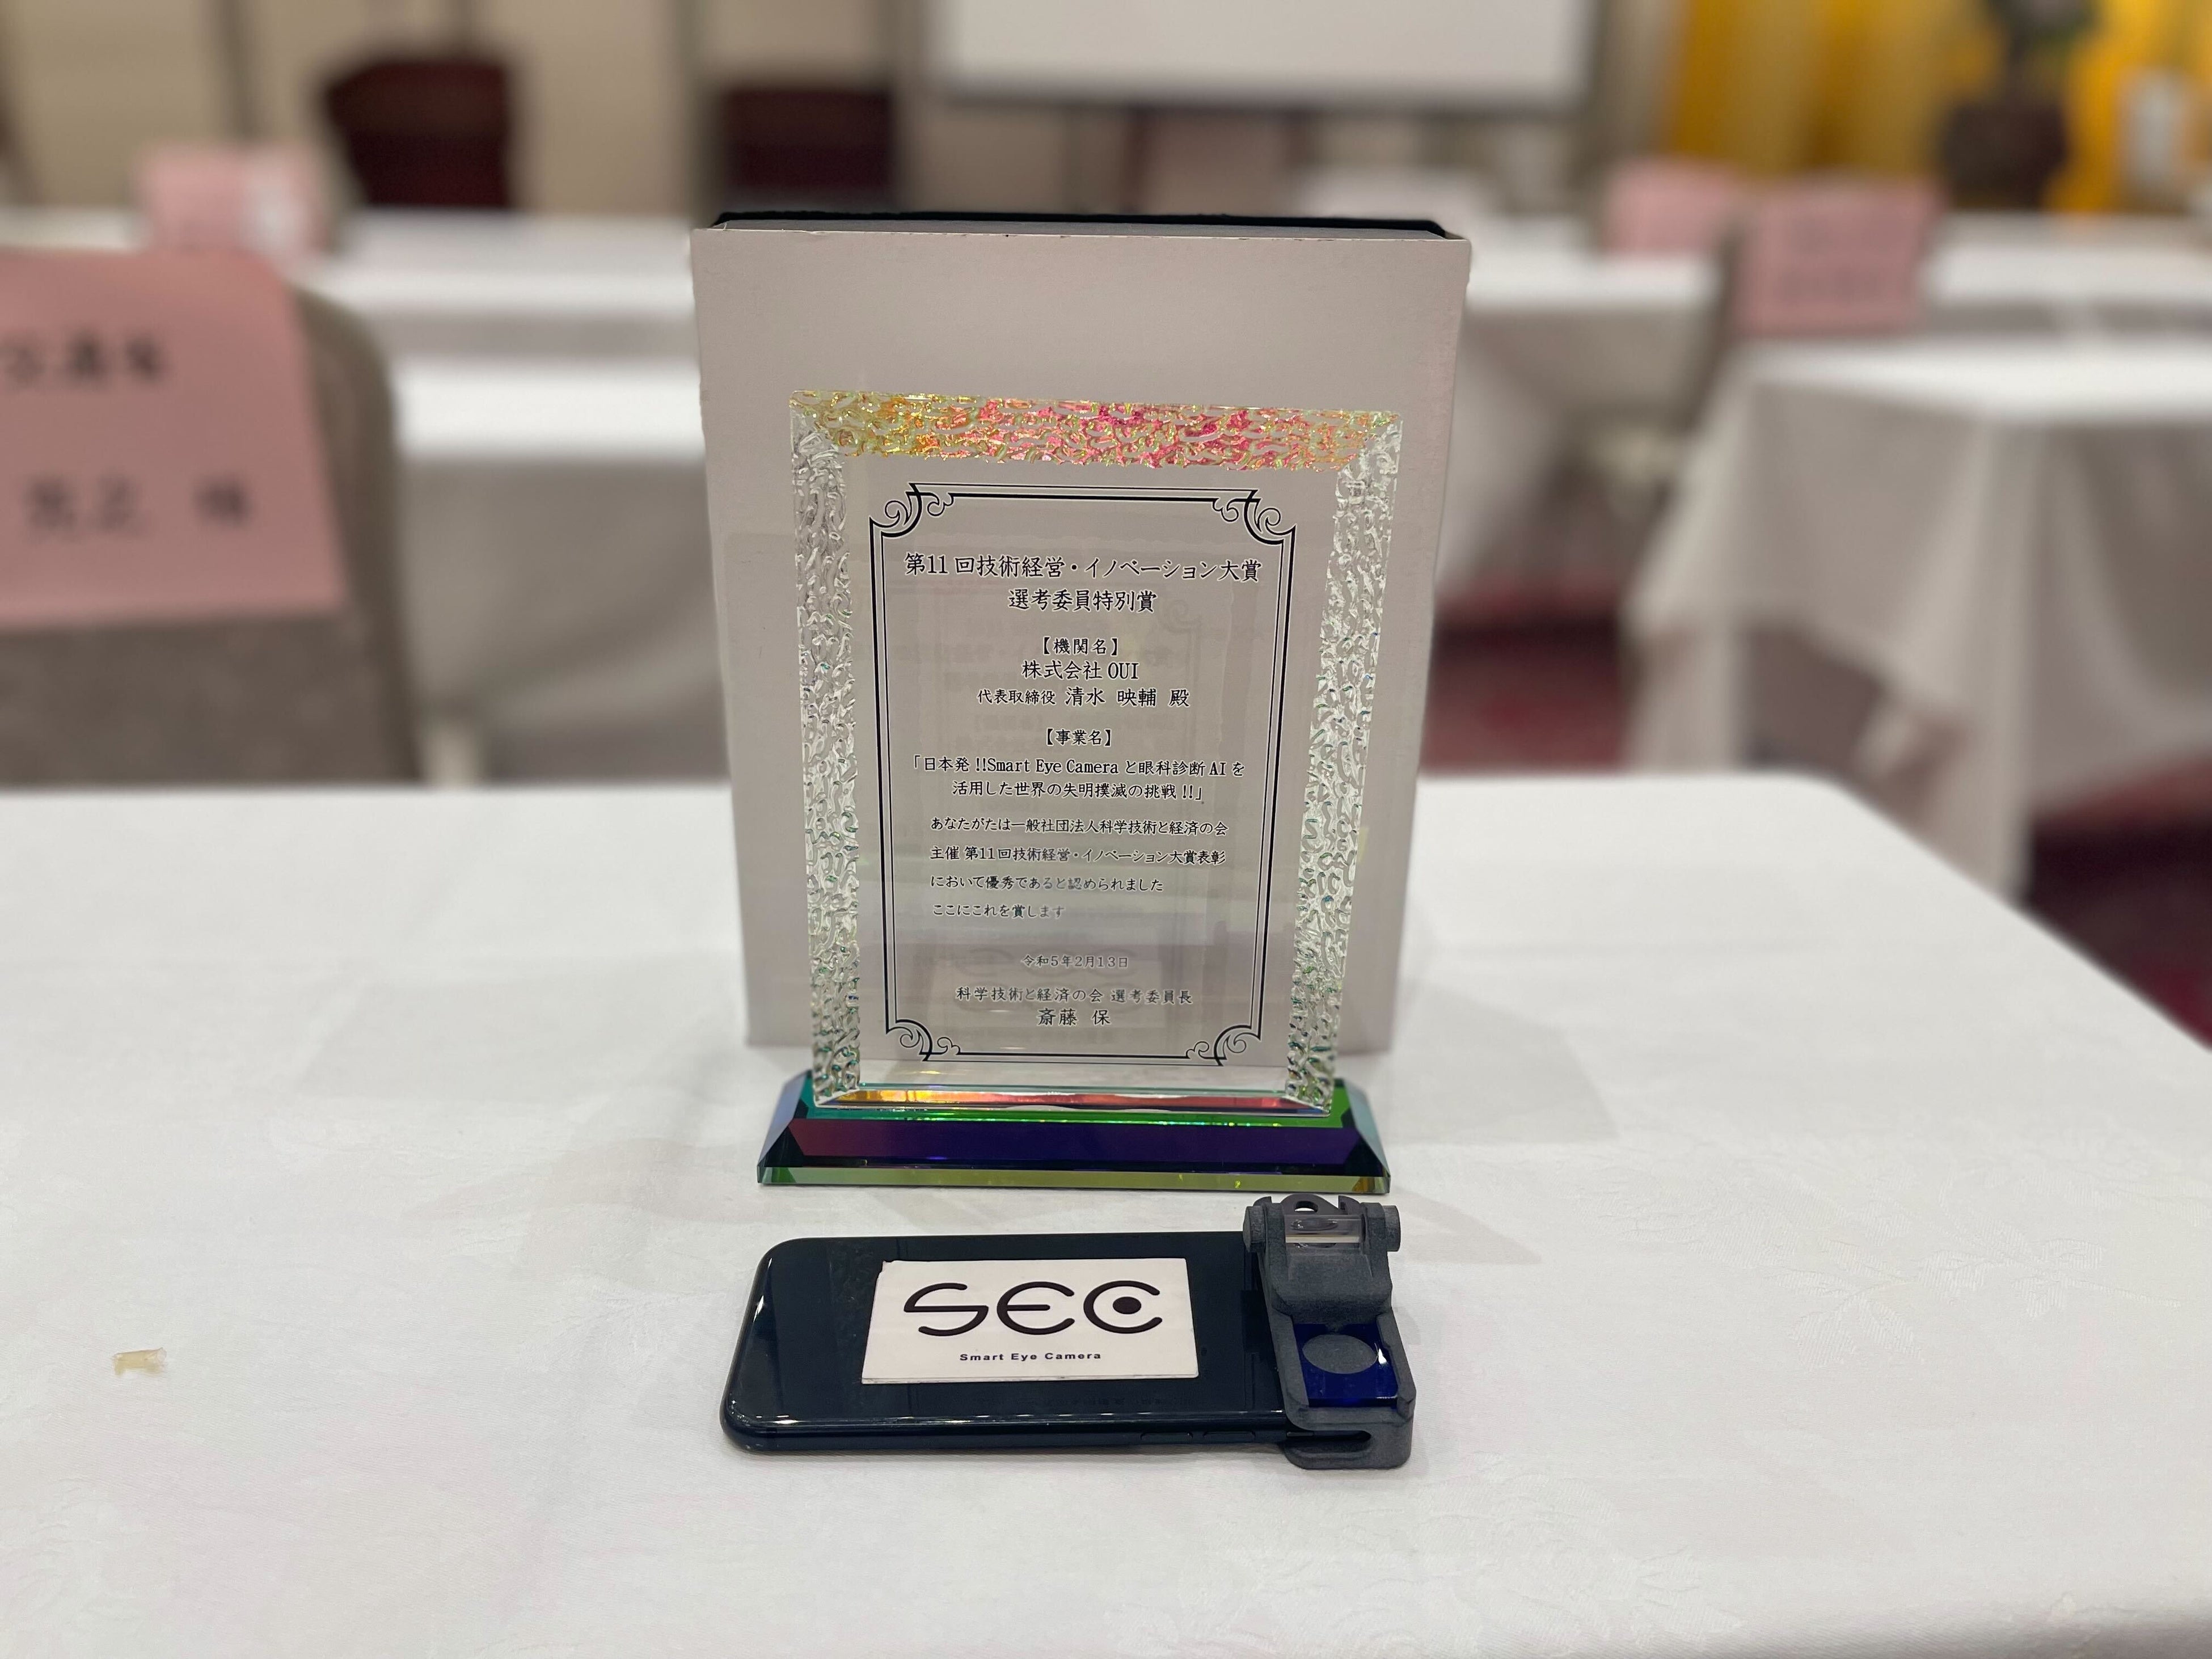 第11回技術経営・イノベーション大賞
選考委員特別賞
【機関名】
株式会社OUI
代表取締役 清水 映輔 殿
【事業名】
「日本発!!Smart Eye Cameraと眼科診断AIを
活用した世界の失明撲滅の挑戦!!」
あなたがたは一般社団法人科学技術と経済の会
主催 第11回技術経営・イノベーション大賞表彰
において優秀であると認められました
ここにこれを賞します
令和5年2月13日
科学技術と経済の会 選考委員長
斎藤 保
SEC
Smart Eye Camera